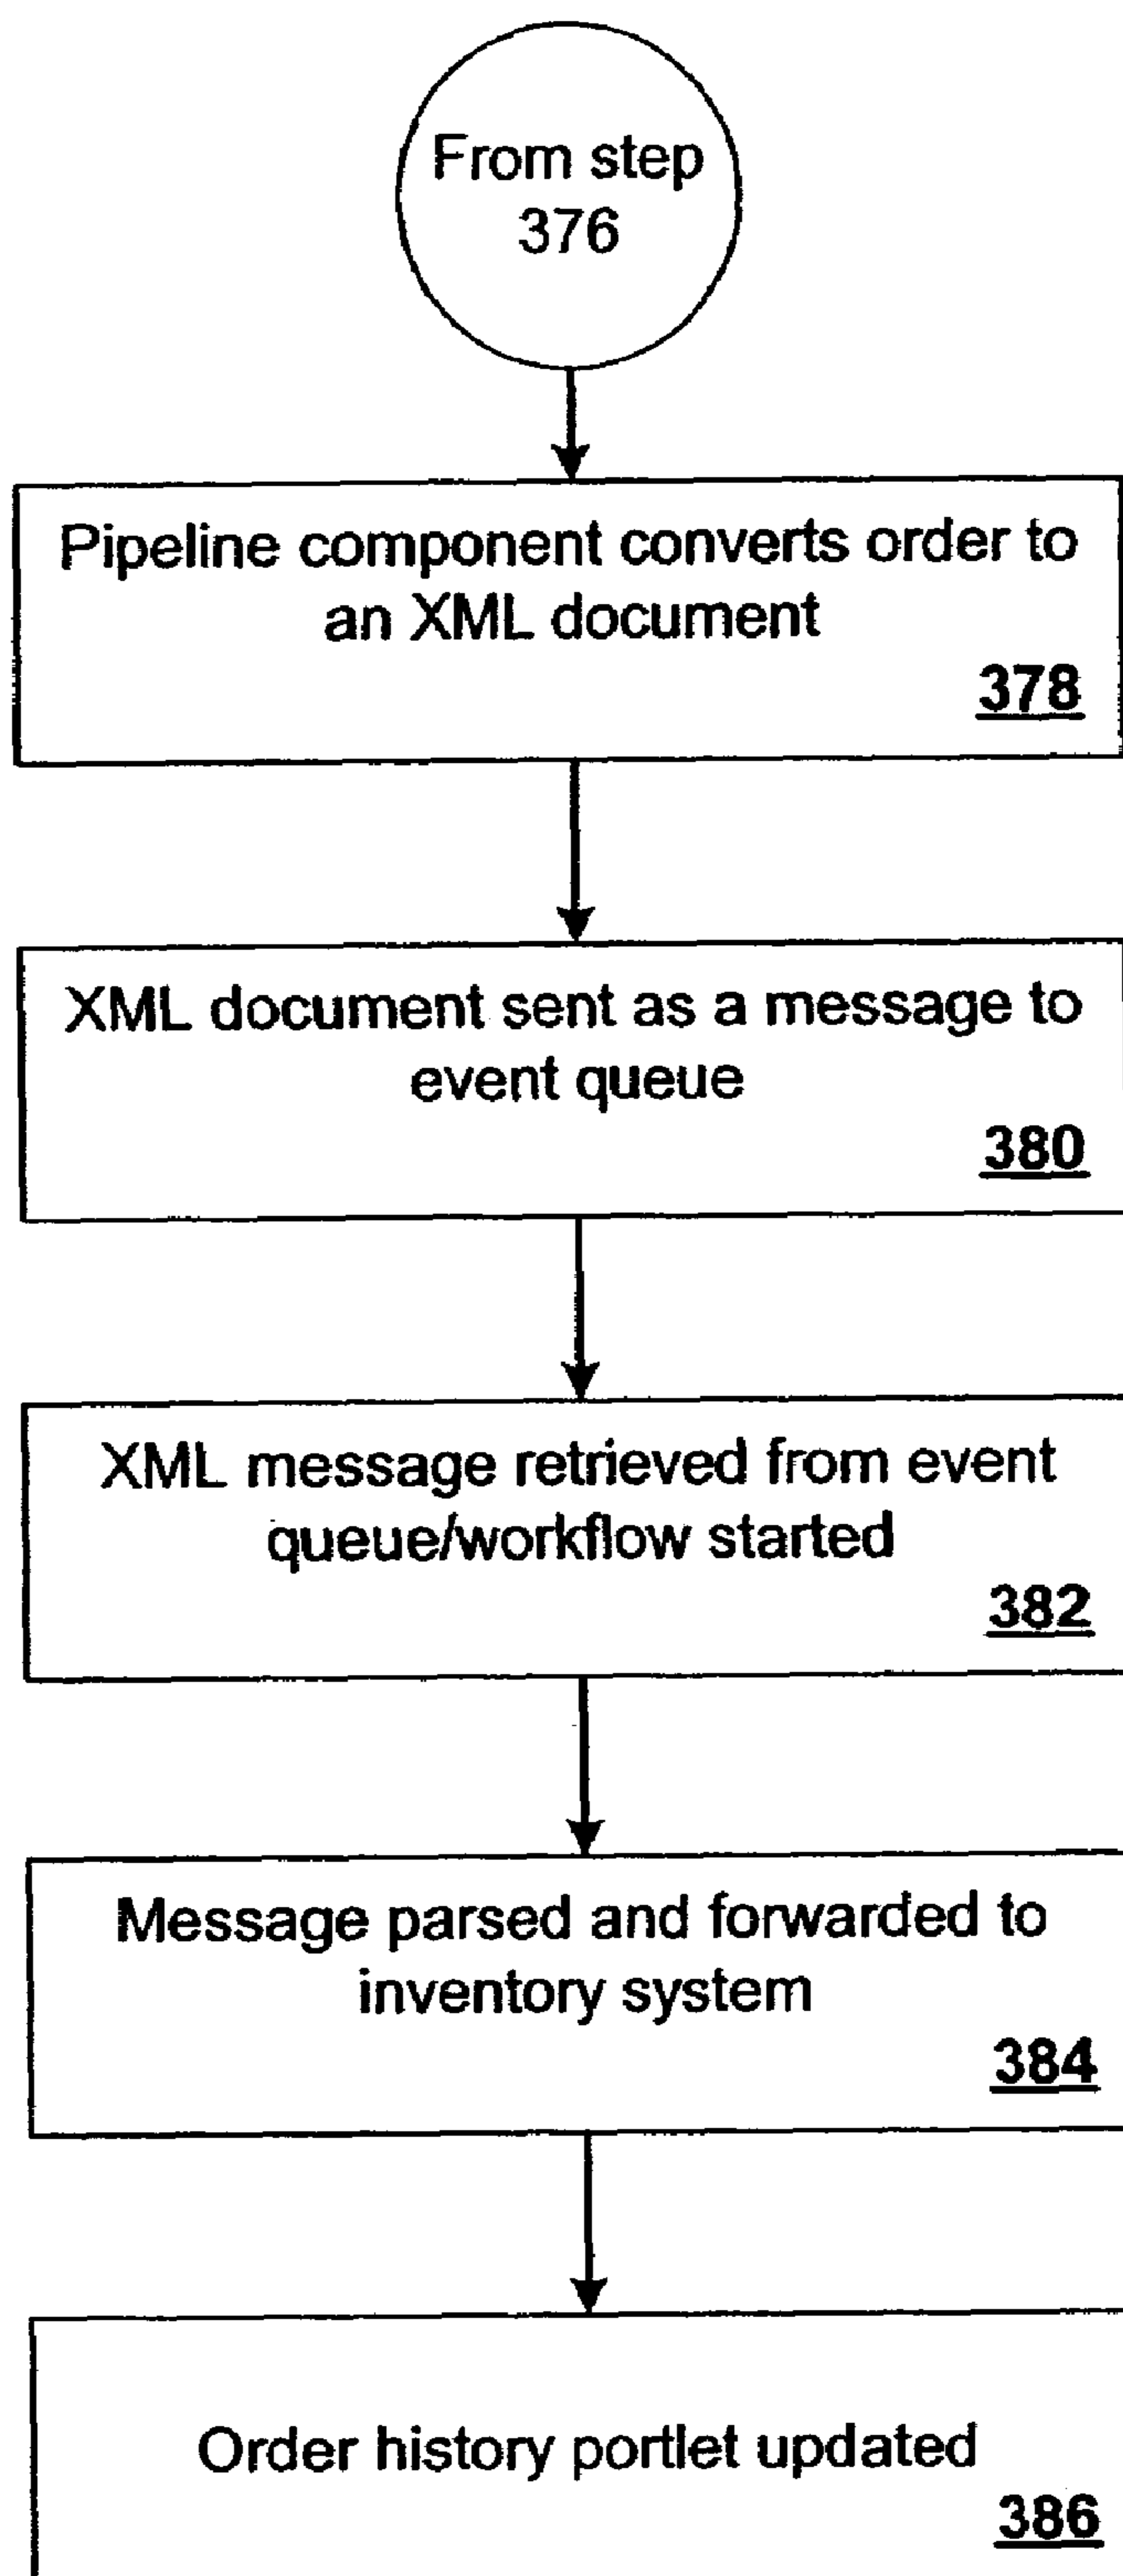 From step
376
Pipeline component converts order to
an XML document
378
XML document sent as a message to
event queue
380
XML message retrieved from event
queue/workflow started
382
Message parsed and forwarded to
inventory system
384
Order history portlet updated
386